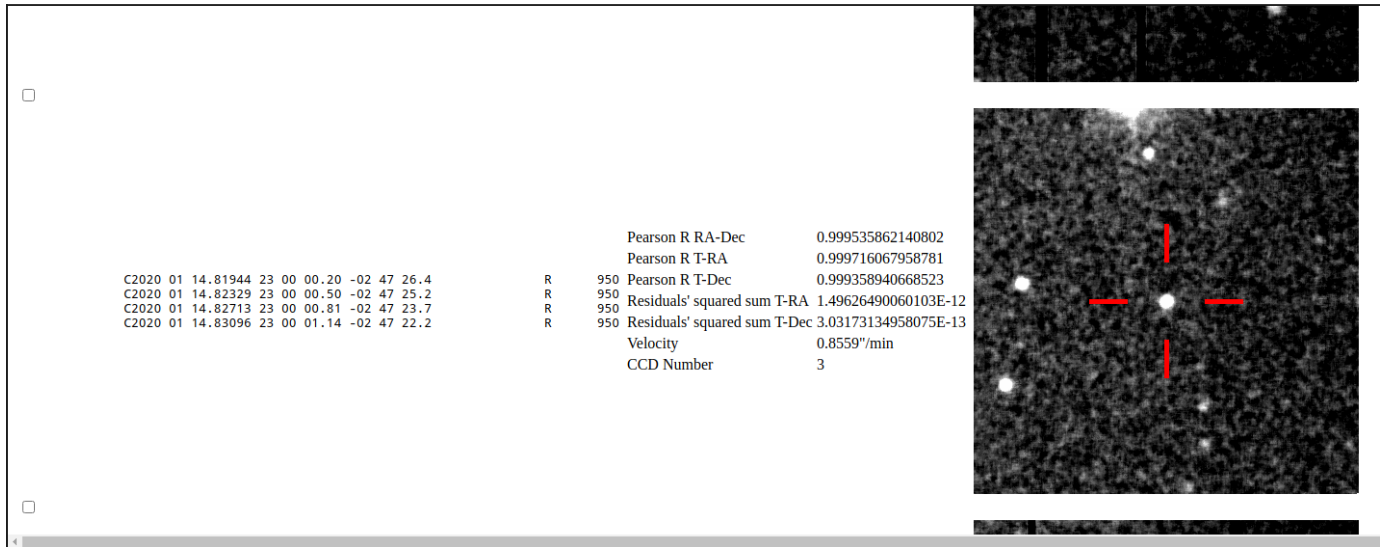 C2020 01 14.81944 23 00 00.20 -02 47 26.4 R 950
C2020 01 14.82329 23 00 00.50 -02 47 25.2 R 950
C2020 01 14.82713 23 00 00.81 -02 47 23.7 R 950
C2020 01 14.83096 23 00 01.14 -02 47 22.2 R 950
Pearson R RA-Dec 0.999535862140802
Pearson R T-RA 0.999716067958781
Pearson R T-Dec 0.999358940668523
Residuals' squared sum T-RA 1.49626490060103E-12
Residuals' squared sum T-Dec 3.03173134958075E-13
Velocity 0.8559"/min
CCD Number 3